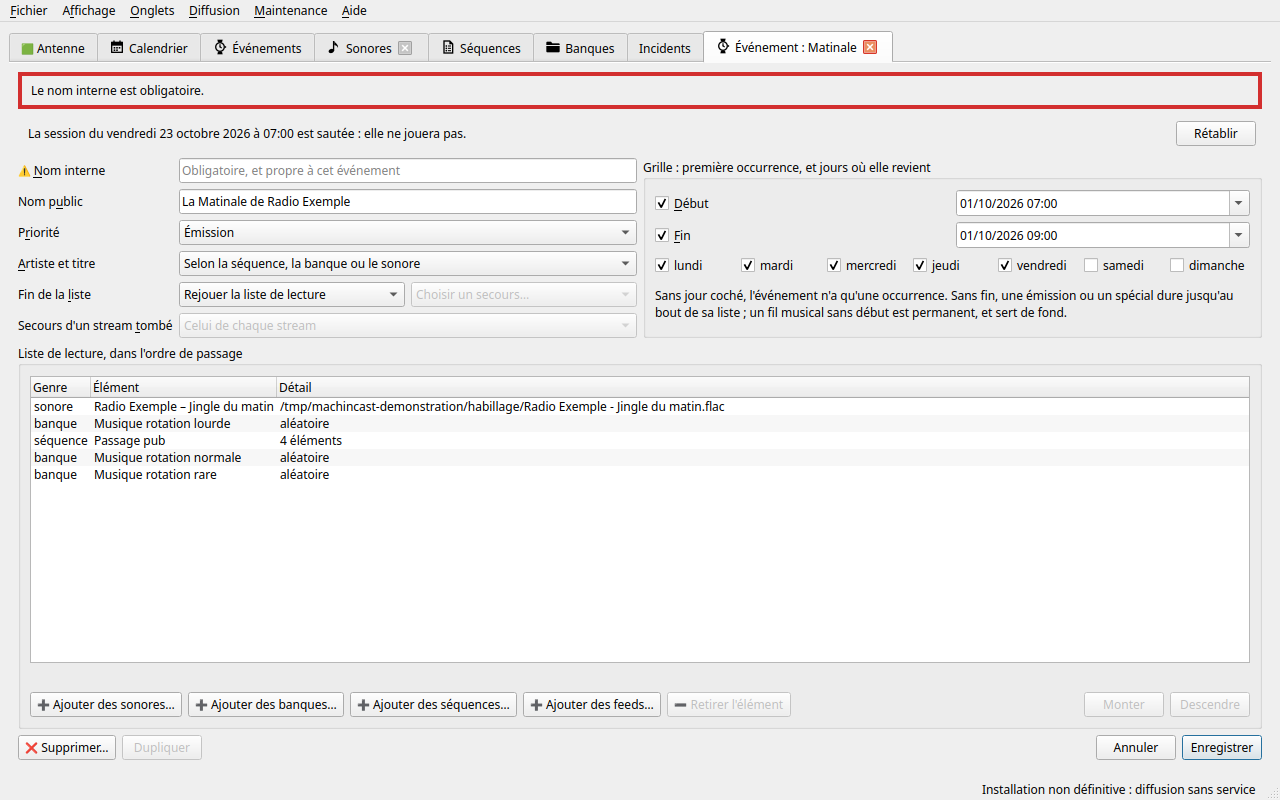 Fichier Affichage Onglets Diffusion Maintenance Aide
Antenne Calendrier Événements Sonores Séquences Banques Incidents Événement : Matinale
Le nom interne est obligatoire.
La session du vendredi 23 octobre 2026 à 07:00 est sautée : elle ne jouera pas. Rétablir
Nom interne Obligatoire, et propre à cet événement
Nom public La Matinale de Radio Exemple
Priorité Émission
Artiste et titre Selon la séquence, la banque ou le sonore
Fin de la liste Rejouer la liste de lecture Choisir un secours...
Secours d'un stream tombé Celui de chaque stream
Grille : première occurrence, et jours où elle revient
Début 01/10/2026 07:00
Fin 01/10/2026 09:00
lundi mardi mercredi jeudi vendredi samedi dimanche
Sans jour coché, l'événement n'a qu'une occurrence. Sans fin, une émission ou un spécial dure jusqu'au
bout de sa liste ; un fil musical sans début est permanent, et sert de fond.
Liste de lecture, dans l'ordre de passage
Genre Élément Détail
sonore Radio Exemple – Jingle du matin /tmp/machincast-demonstration/habillage/Radio Exemple - Jingle du matin.flac
banque Musique rotation lourde aléatoire
séquence Passage pub 4 éléments
banque Musique rotation normale aléatoire
banque Musique rotation rare aléatoire
Ajouter des sonores... Ajouter des banques... Ajouter des séquences... Ajouter des feeds... Retirer l'élément Monter Descendre
Supprimer... Dupliquer Annuler Enregistrer
Installation non définitive : diffusion sans service